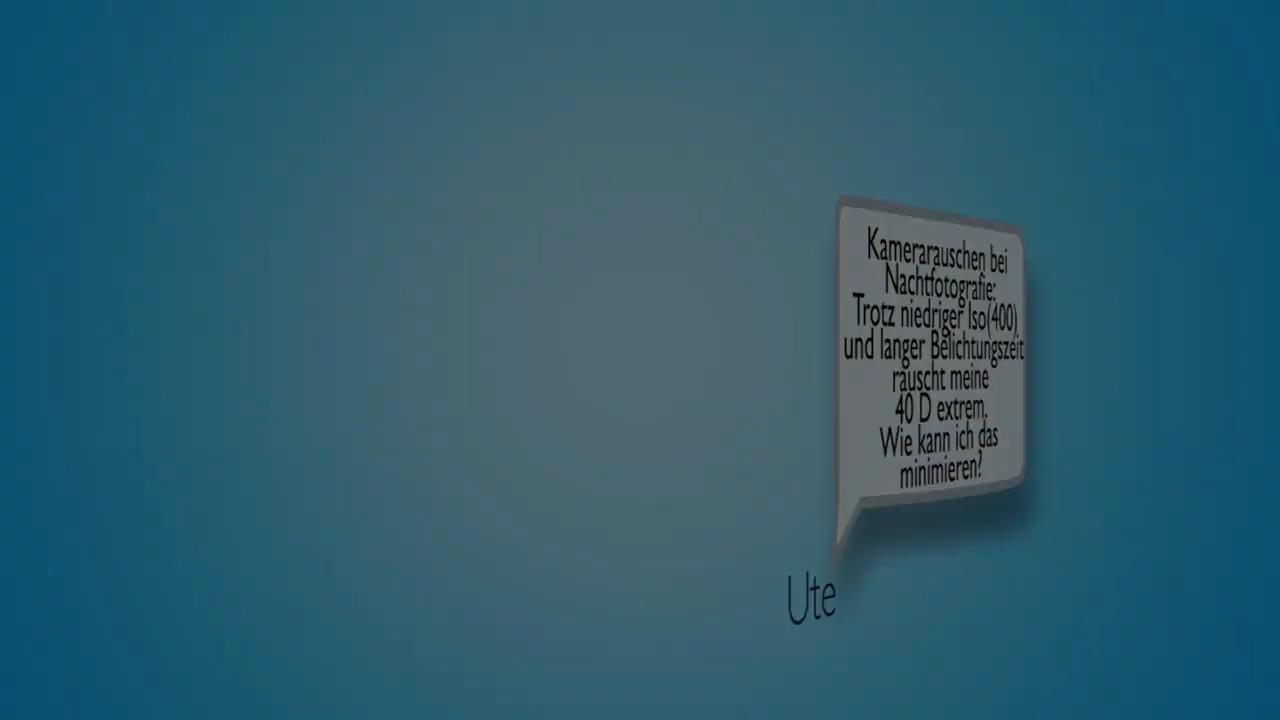 Kamerarauschen bei
Nachtfotografie:
Trotz niedriger Iso(400)
und langer Belichtungszeit
rauscht meine
40 D extrem.
Wie kann ich das
minimieren?
Ute